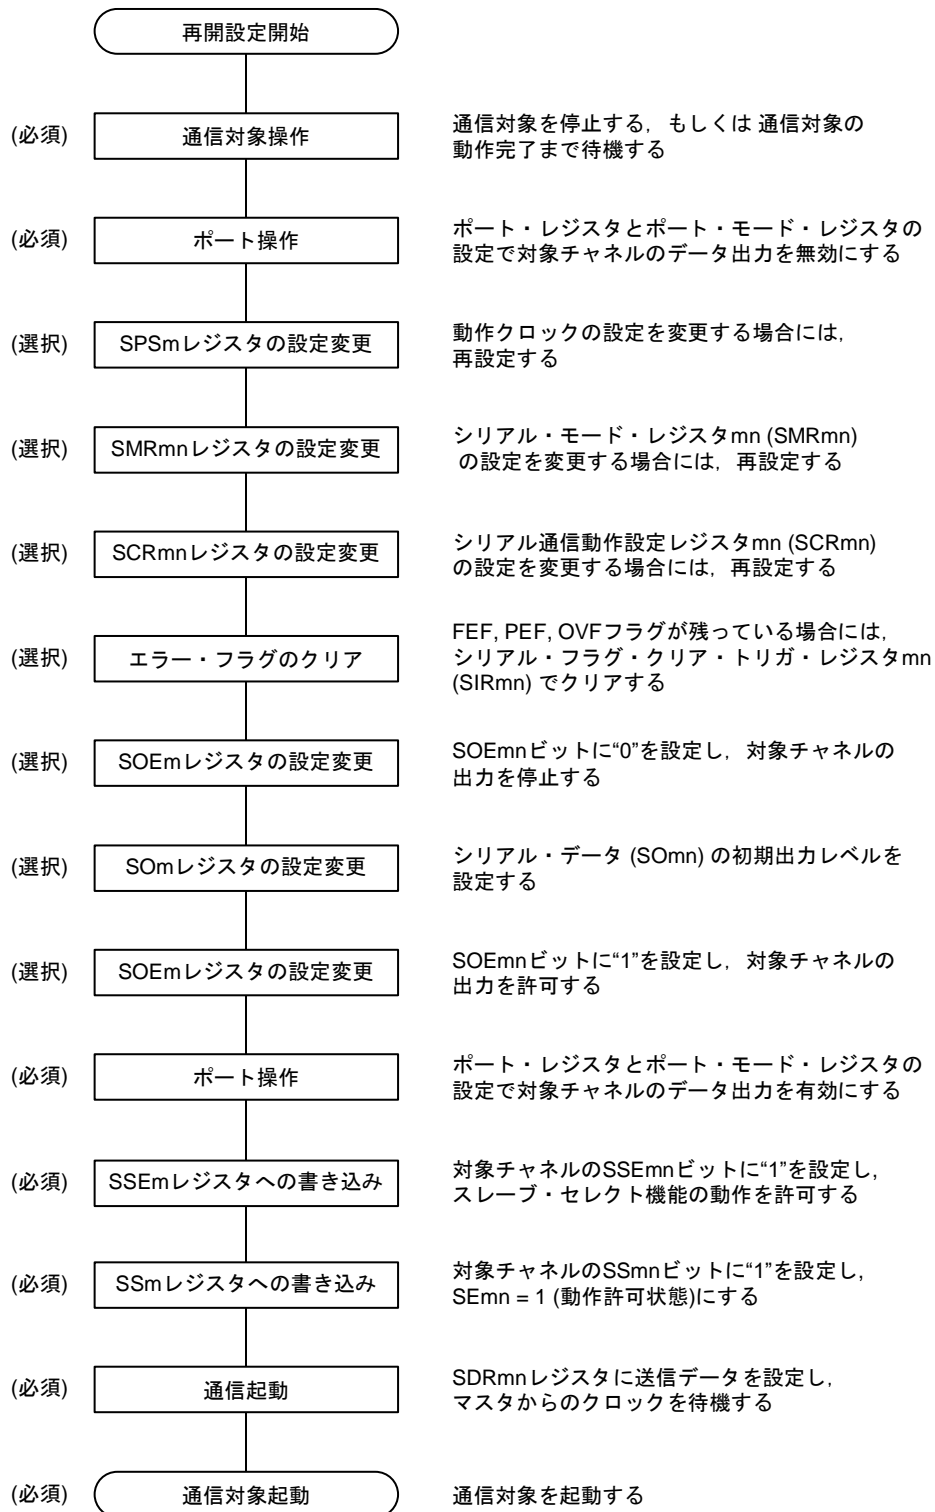 再開設定開始
(必須)
通信対象操作
通信対象を停止する，もしくは 通信対象の
動作完了まで待機する
(必須)
ポート操作
ポート・レジスタとポート・モード・レジスタの
設定で対象チャネルのデータ出力を無効にする
(選択)
SPSmレジスタの設定変更
動作クロックの設定を変更する場合には，
再設定する
(選択)
SMRmnレジスタの設定変更
シリアル・モード・レジスタmn (SMRmn)
の設定を変更する場合には，再設定する
(選択)
SCRmnレジスタの設定変更
シリアル通信動作設定レジスタmn (SCRmn)
の設定を変更する場合には，再設定する
(選択)
エラー・フラグのクリア
FEF, PEF, OVFフラグが残っている場合には，
シリアル・フラグ・クリア・トリガ・レジスタmn
(SIRmn) でクリアする
(選択)
SOEmレジスタの設定変更
SOEmnビットに“0”を設定し，対象チャネルの
出力を停止する
(選択)
SOmレジスタの設定変更
シリアル・データ (SOmn) の初期出力レベルを
設定する
(選択)
SOEmレジスタの設定変更
SOEmnビットに“1”を設定し，対象チャネルの
出力を許可する
(必須)
ポート操作
ポート・レジスタとポート・モード・レジスタの
設定で対象チャネルのデータ出力を有効にする
(必須)
SSEmレジスタへの書き込み
対象チャネルのSSEmnビットに“1”を設定し，
スレーブ・セレクト機能の動作を許可する
(必須)
SSmレジスタへの書き込み
対象チャネルのSSmnビットに“1”を設定し，
SEmn = 1 (動作許可状態)にする
(必須)
通信起動
SDRmnレジスタに送信データを設定し，
マスタからのクロックを待機する
(必須)
通信対象起動
通信対象を起動する